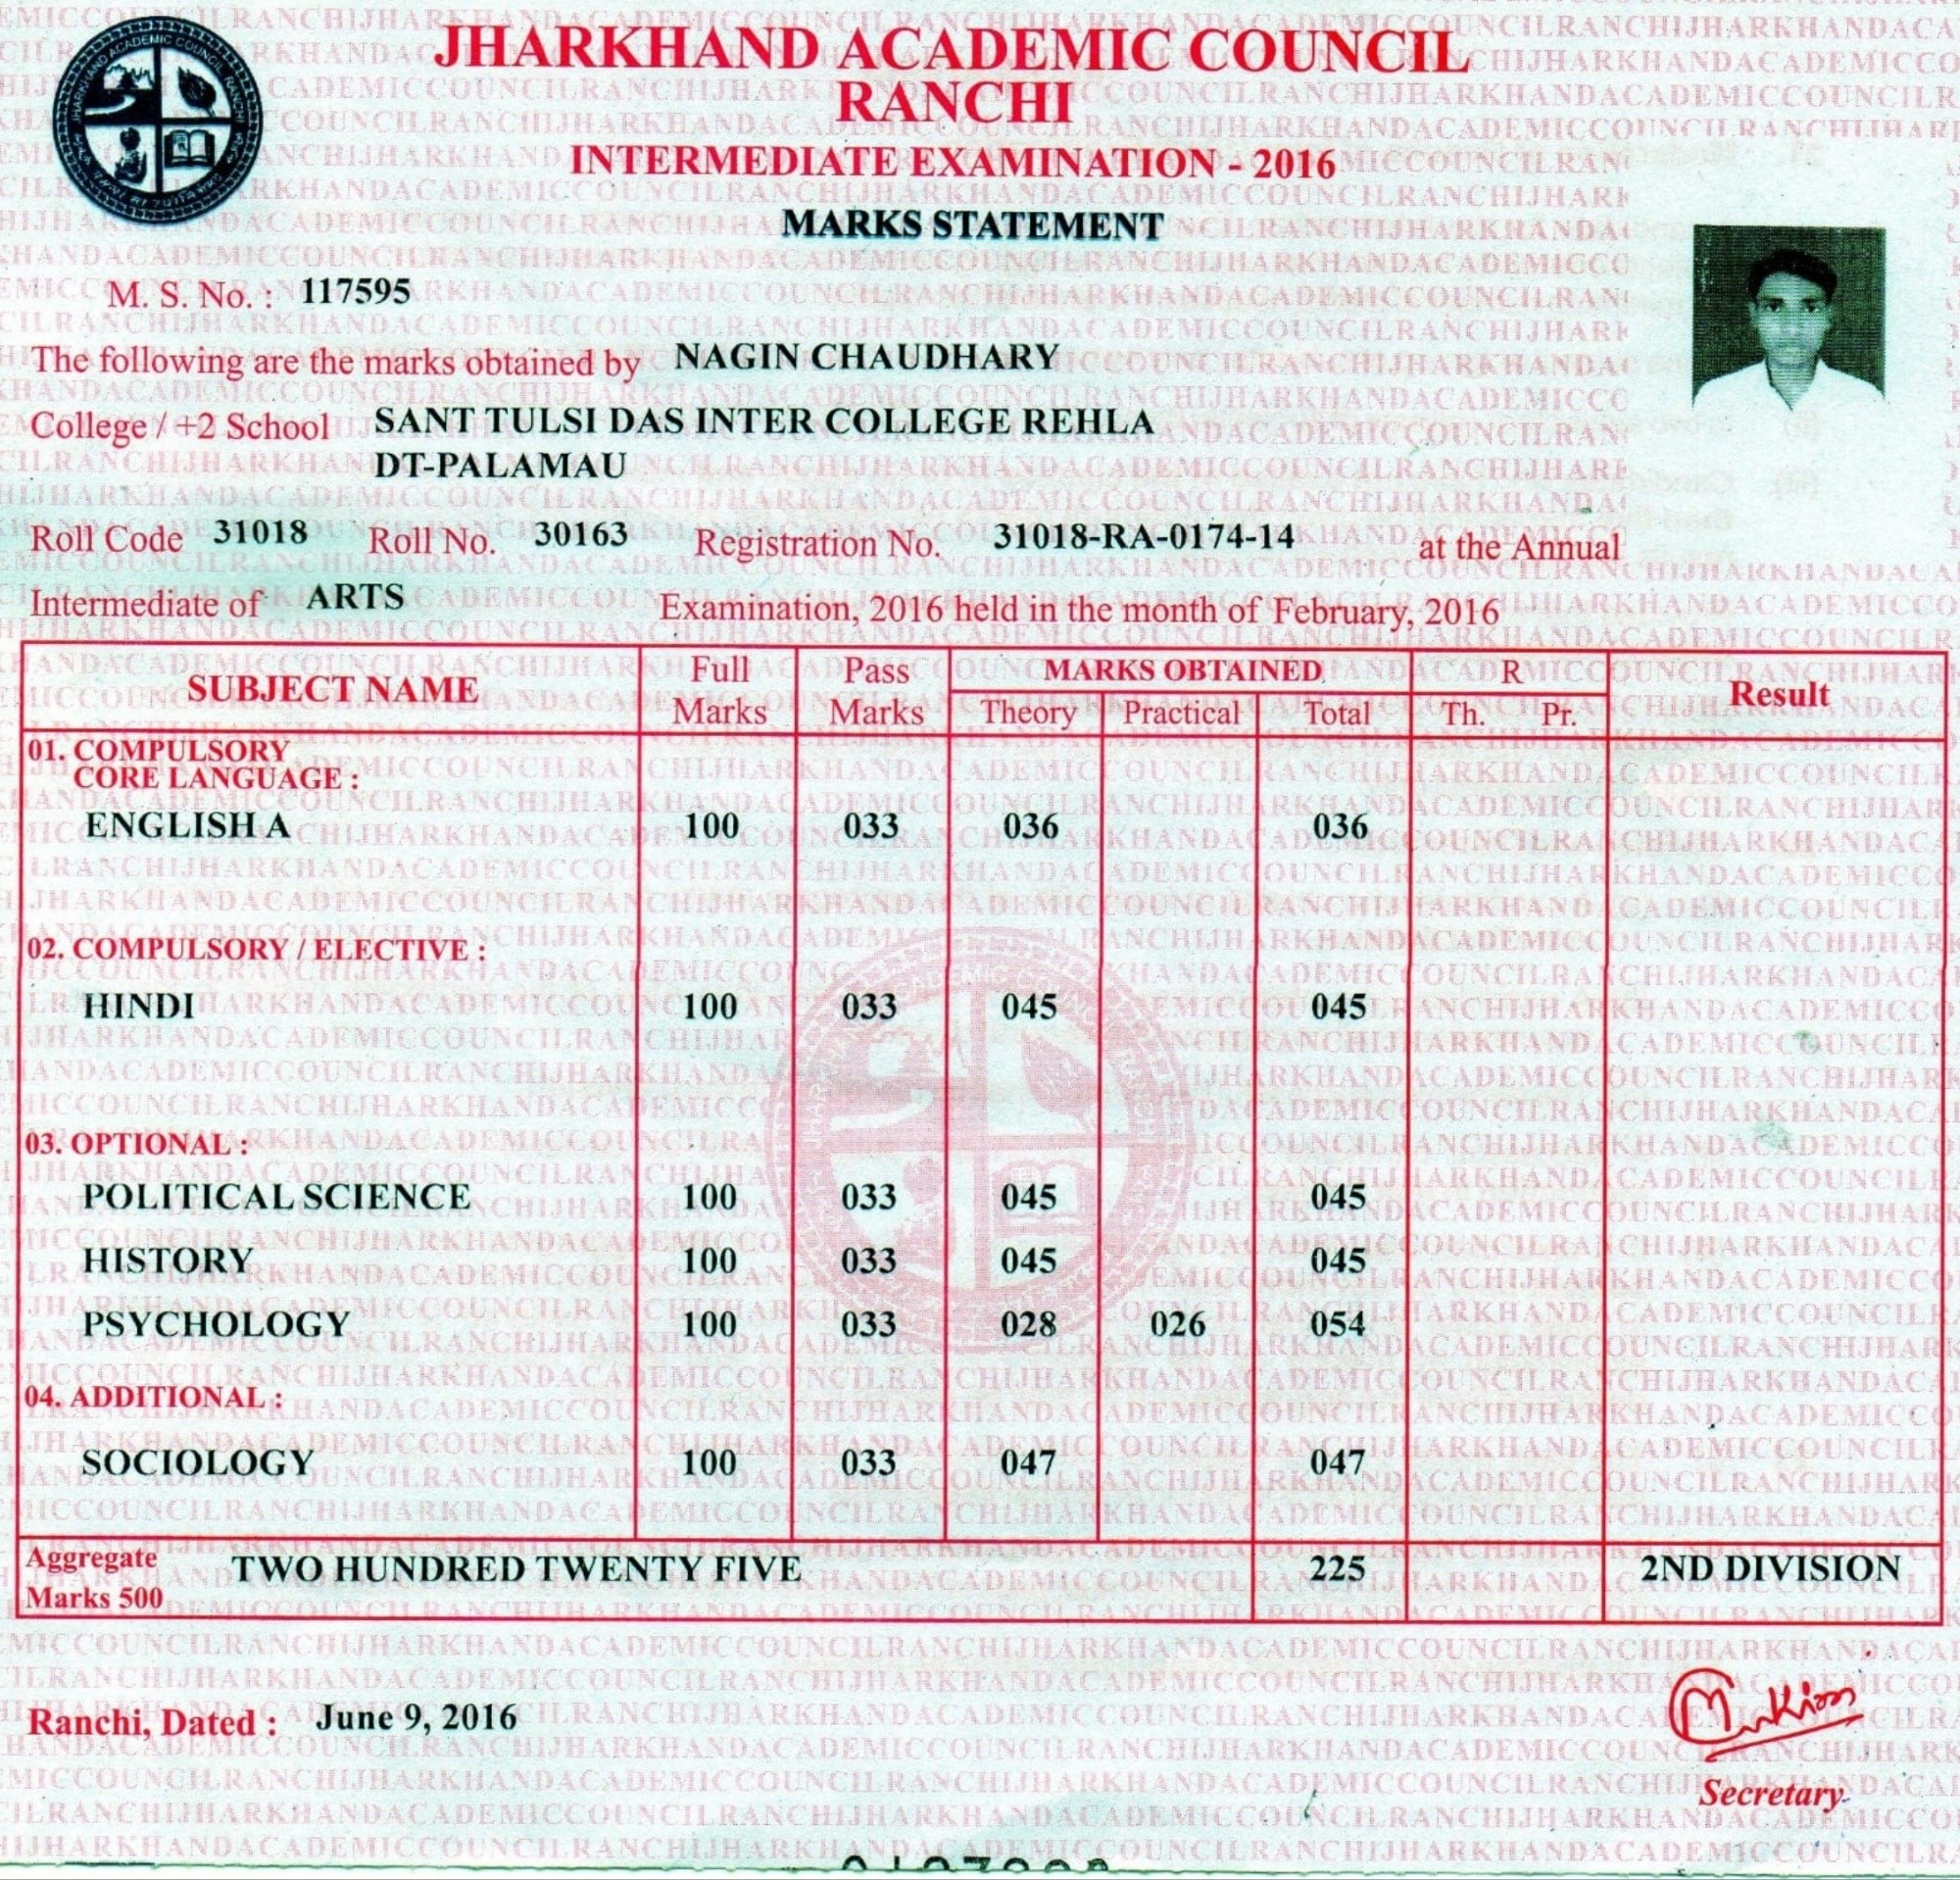 JHARKHAND ACADEMIC COUNCIL
RANCHI
INTERMEDIATE EXAMINATION - 2016
MARKS STATEMENT
M. S. No. : 117595
The following are the marks obtained by NAGIN CHAUDHARY
College / +2 School SANT TULSI DAS INTER COLLEGE REHLA
DT-PALAMAU
Roll Code 31018 Roll No. 30163 Registration No. 31018-RA-0174-14 at the Annual
Intermediate of ARTS Examination, 2016 held in the month of February, 2016
SUBJECT NAME Full Marks Pass Marks MARKS OBTAINED R Result
Theory Practical Total Th. Pr.
01. COMPULSORY
CORE LANGUAGE :
ENGLISH A 100 033 036 036
02. COMPULSORY / ELECTIVE :
HINDI 100 033 045 045
03. OPTIONAL :
POLITICAL SCIENCE 100 033 045 045
HISTORY 100 033 045 045
PSYCHOLOGY 100 033 028 026 054
04. ADDITIONAL :
SOCIOLOGY 100 033 047 047
Aggregate
Marks 500 TWO HUNDRED TWENTY FIVE 225 2ND DIVISION
Ranchi, Dated : June 9, 2016
Secretary